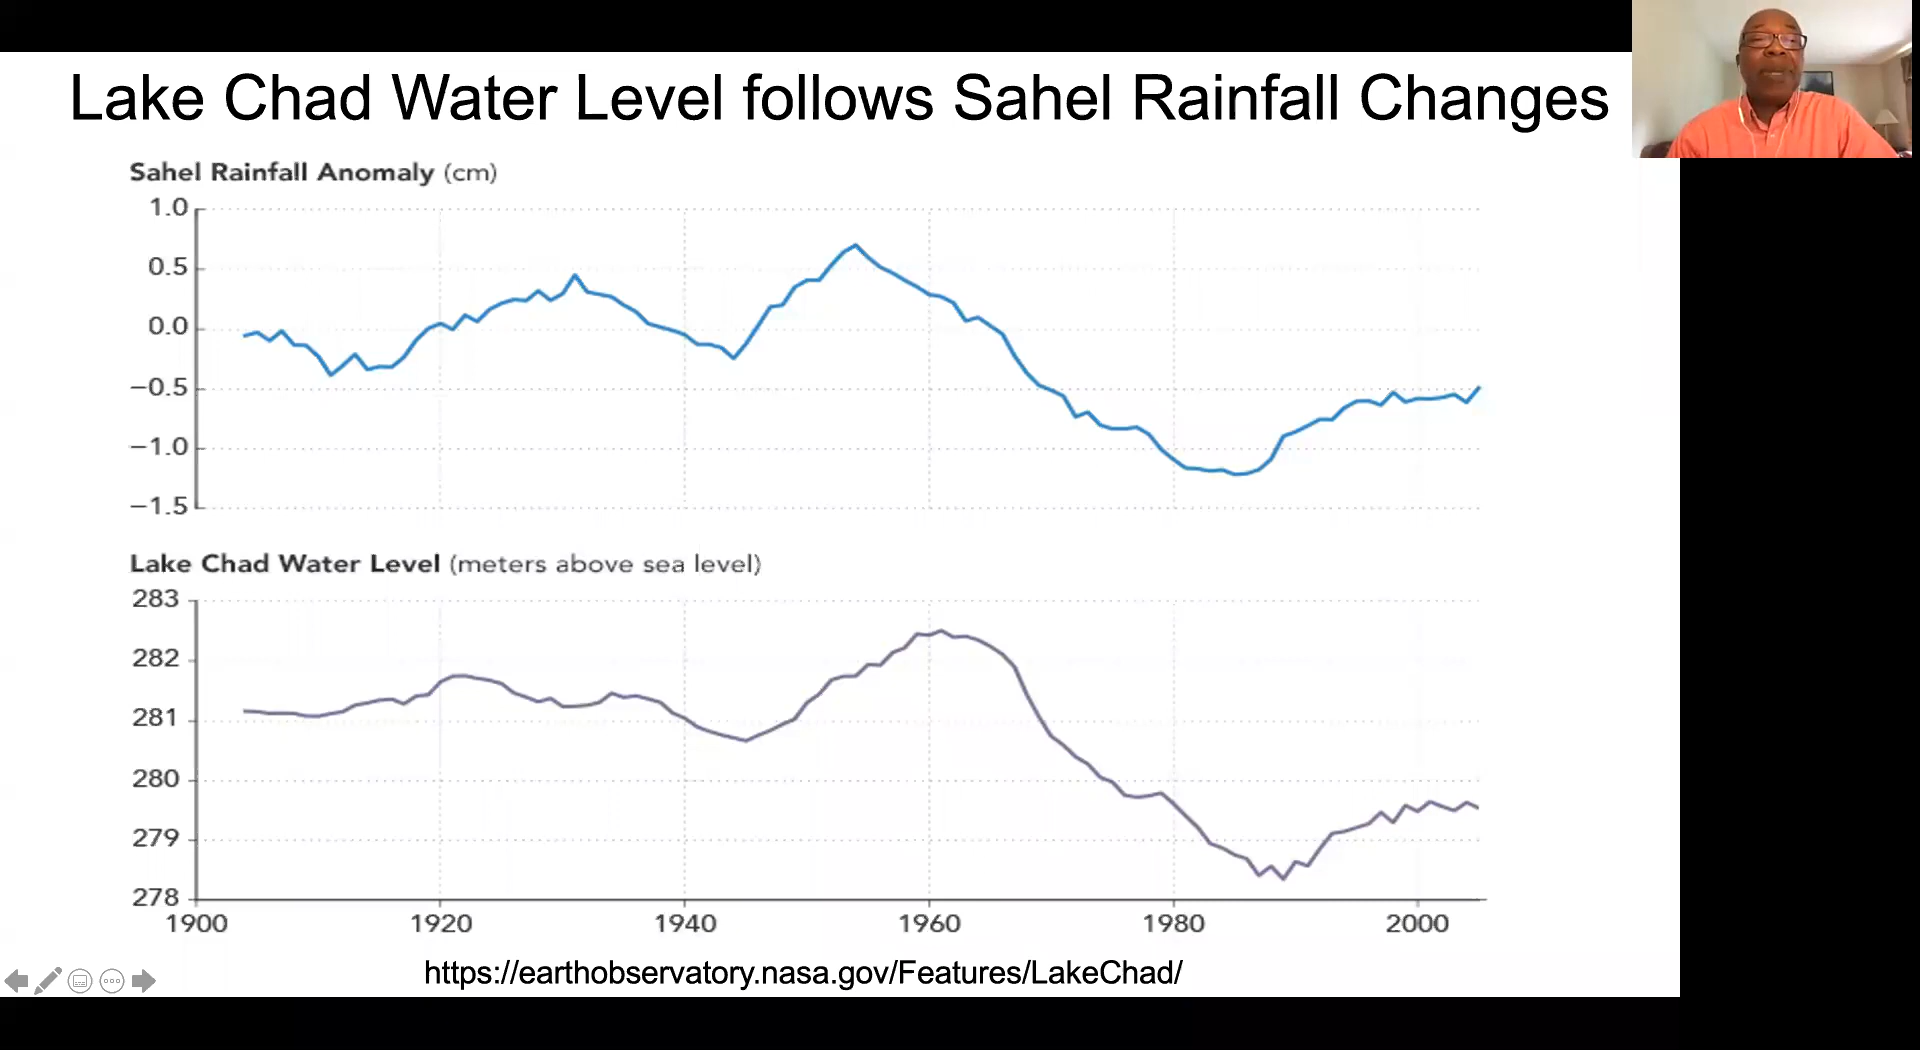 Lake Chad Water Level follows Sahel Rainfall Changes
Sahel Rainfall Anomaly (cm)
1.0
0.5
0.0
−0.5
−1.0
−1.5
Lake Chad Water Level (meters above sea level)
283
282
281
280
279
278
1900 1920 1940 1960 1980 2000
https://earthobservatory.nasa.gov/Features/LakeChad/